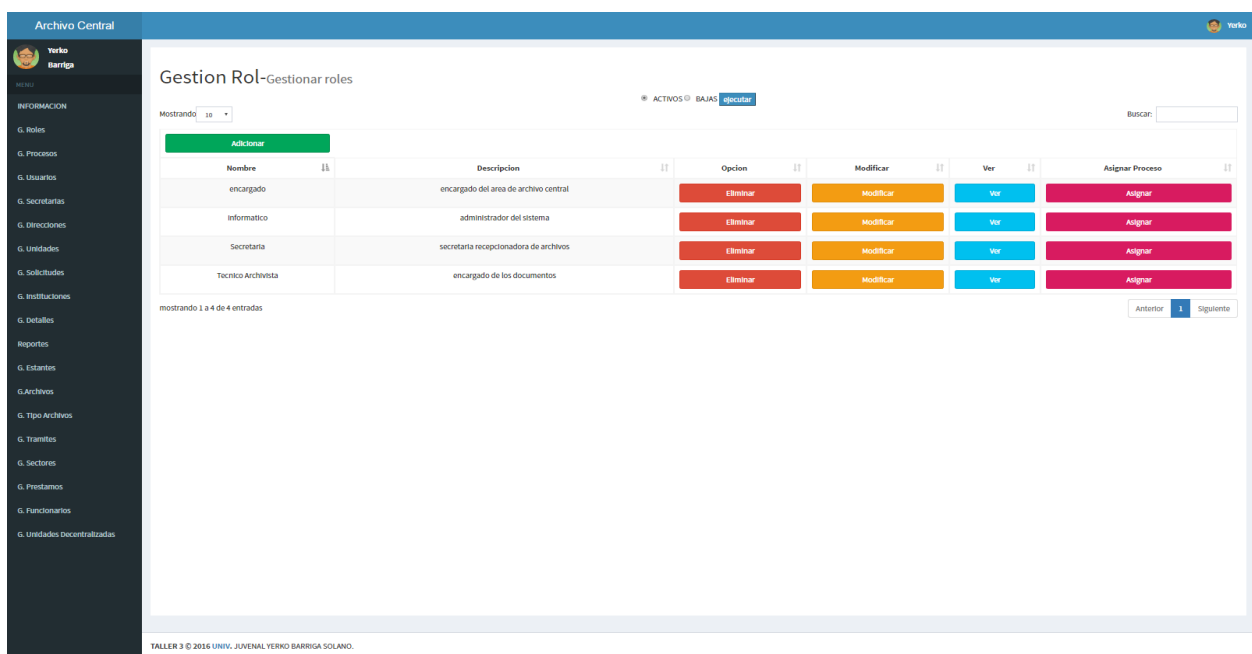 Archivo Central
Yerko
Yerko
Barriga
MENU
INFORMACION
G. Roles
G. Procesos
G. Usuarios
G. Secretarias
G. Direcciones
G. Unidades
G. Solicitudes
G. Instituciones
G. Detalles
Reportes
G. Estantes
G.Archivos
G. Tipo Archivos
G. Tramites
G. Sectores
G. Prestamos
G. Funcionarios
G. Unidades Decentralizadas
Gestion Rol-Gestionar roles
ACTIVOS BAJAS ejecutar
Mostrando 10 Buscar:
Adicionar
Nombre Descripcion Opcion Modificar Ver Asignar Proceso
encargado encargado del area de archivo central Eliminar Modificar Ver Asignar
informatico administrador del sistema Eliminar Modificar Ver Asignar
Secretaria secretaria recepcionadora de archivos Eliminar Modificar Ver Asignar
Tecnico Archivista encargado de los documentos Eliminar Modificar Ver Asignar
mostrando 1 a 4 de 4 entradas Anterior 1 Siguiente
TALLER 3 © 2016 UNIV. JUVENAL YERKO BARRIGA SOLANO.